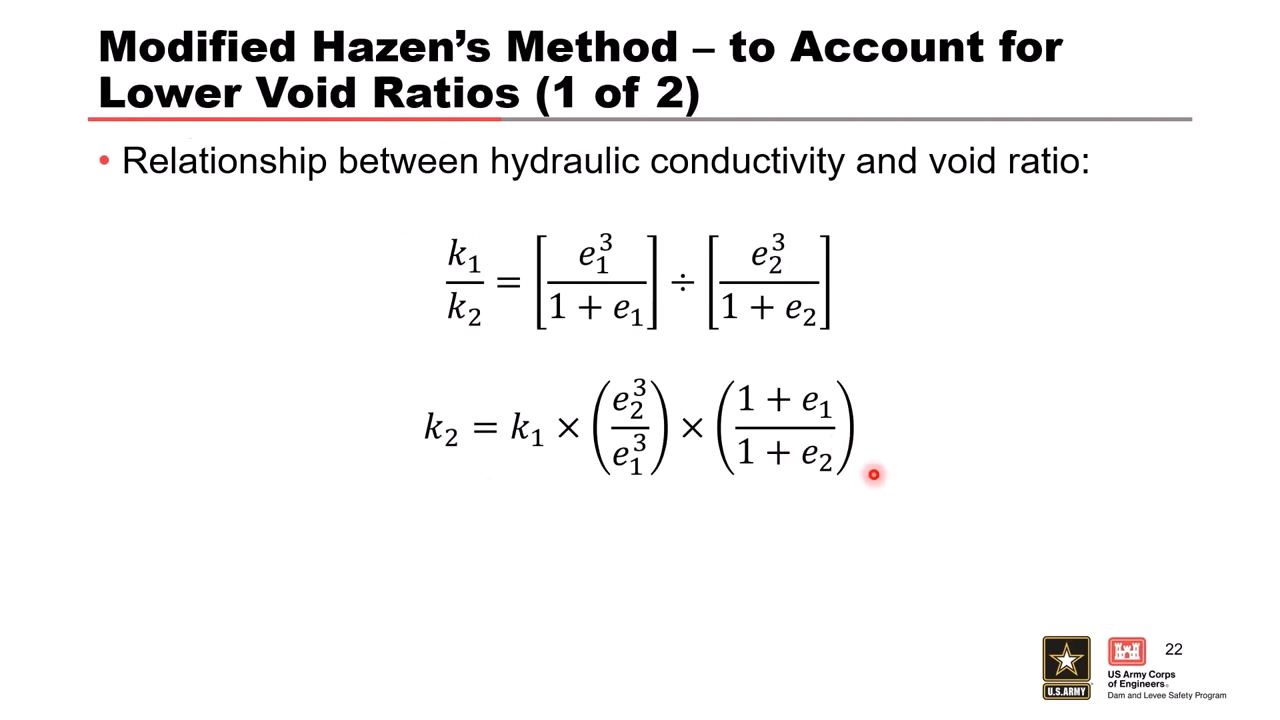 Modified Hazen’s Method – to Account for
Lower Void Ratios (1 of 2)
• Relationship between hydraulic conductivity and void ratio:
k₁/k₂ = [e₁³/(1 + e₁)] ÷ [e₂³/(1 + e₂)]
k₂ = k₁ × (e₂³/e₁³) × ((1 + e₁)/(1 + e₂))
22
U.S. ARMY
US Army Corps
of Engineers®
Dam and Levee Safety Program